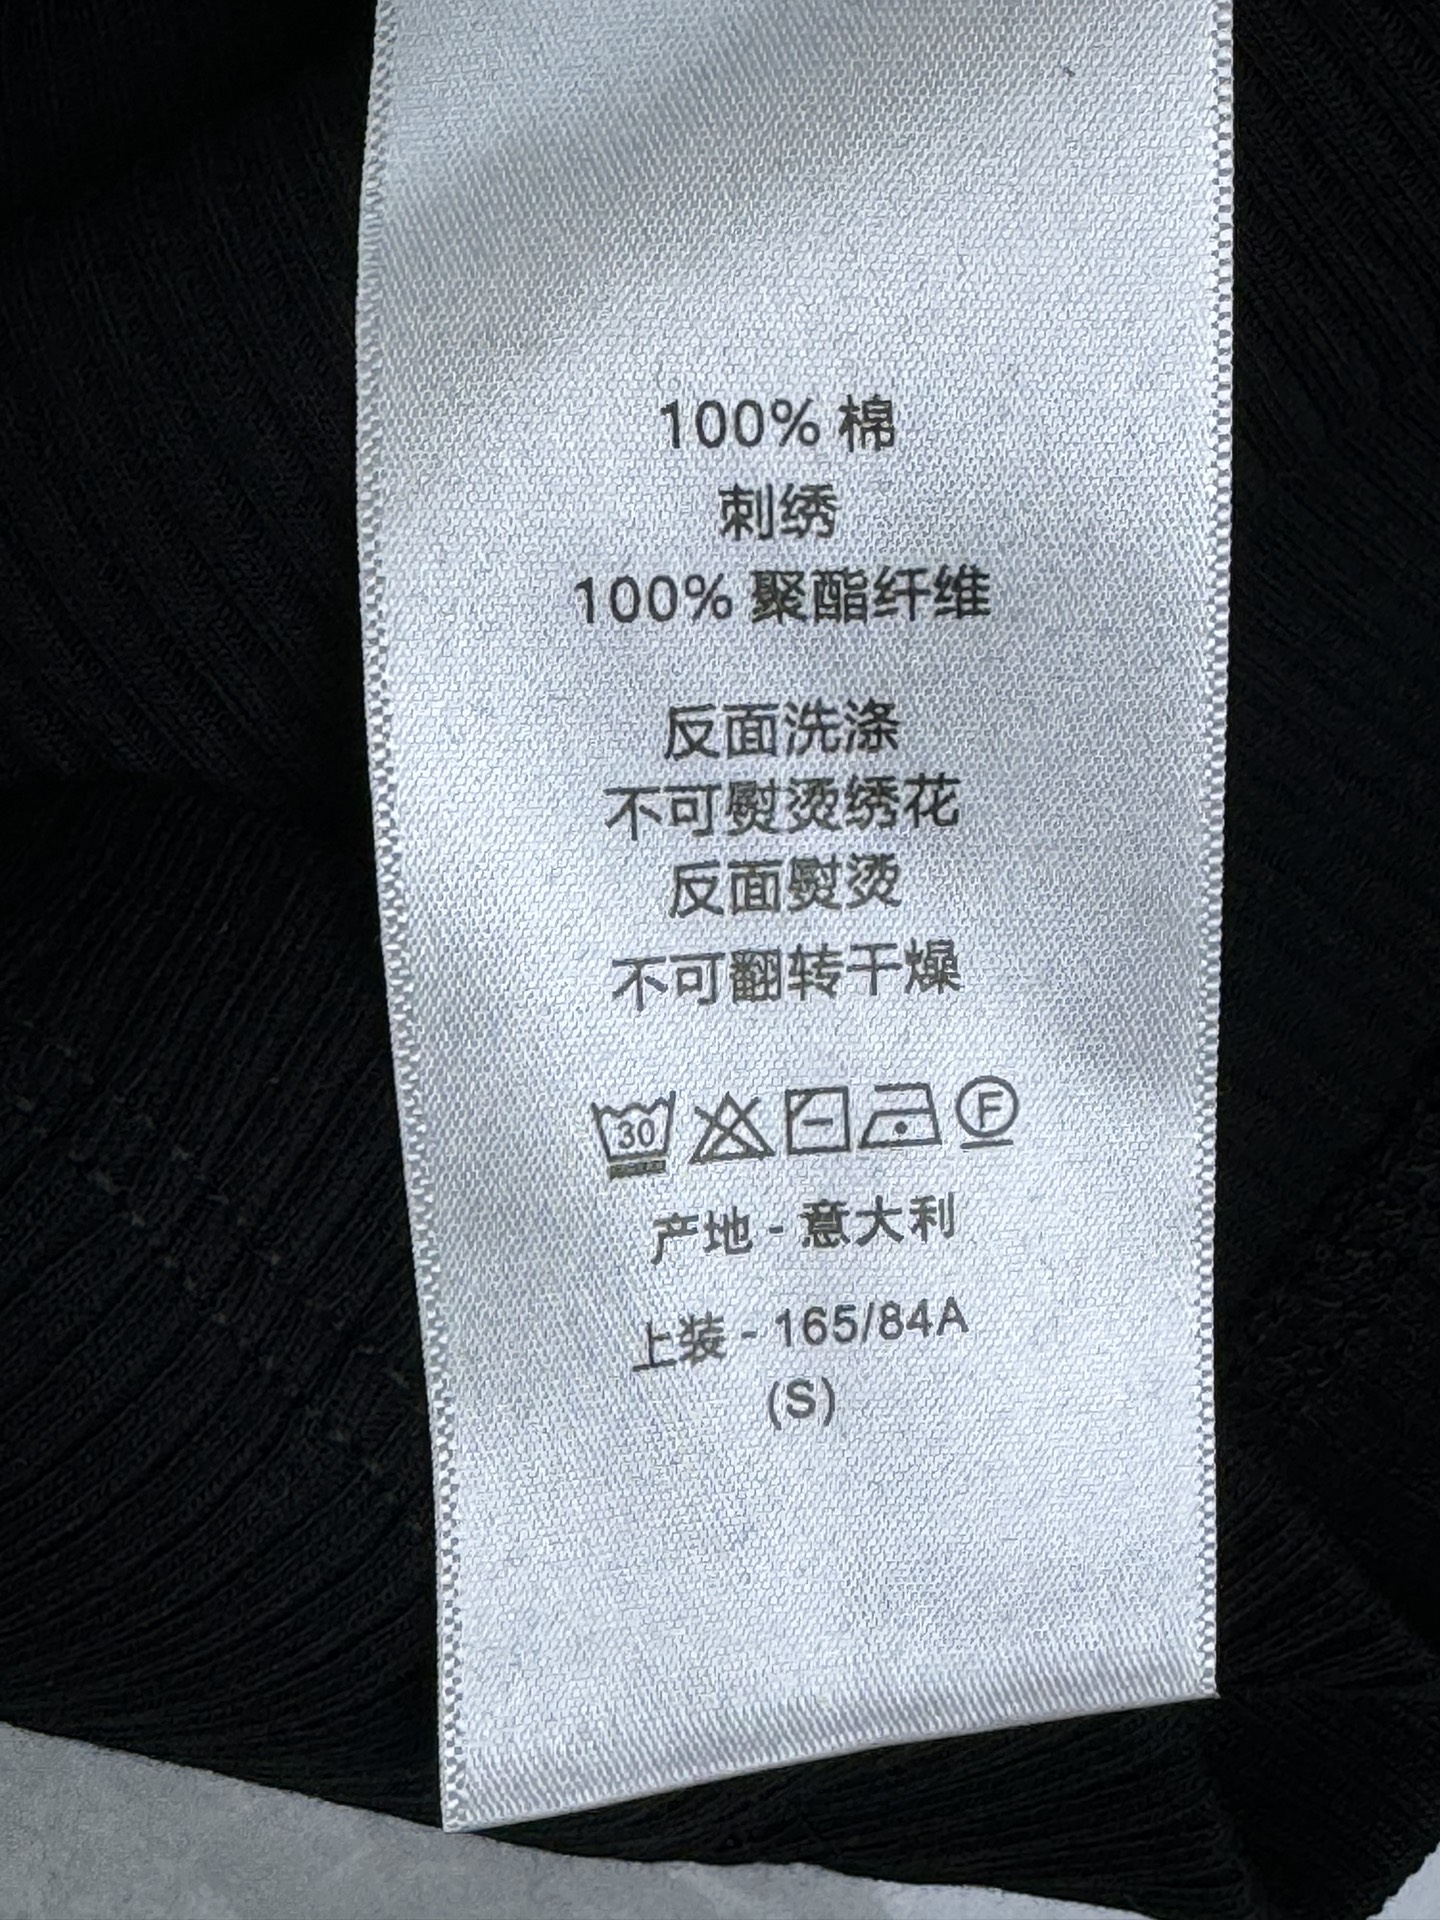 100% 棉
刺绣
100% 聚酯纤维
反面洗涤
不可熨烫绣花
反面熨烫
不可翻转干燥
30
F
产地 - 意大利
上装 - 165/84A
(S)